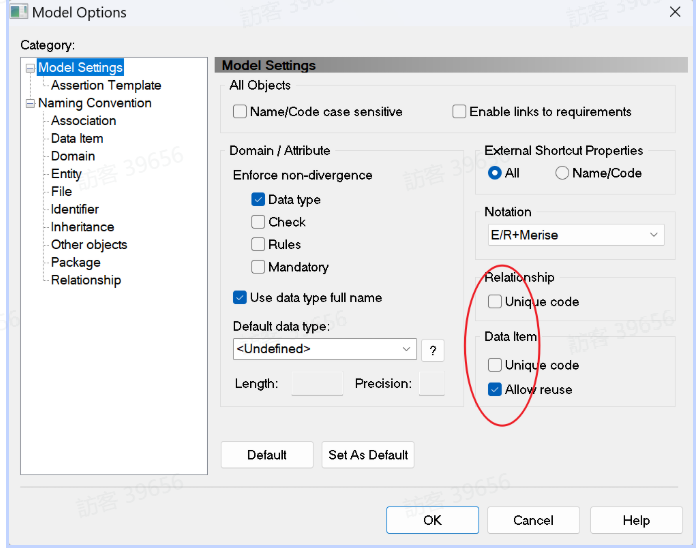 Model Options
Category:
Model Settings
Assertion Template
Naming Convention
Association
Data Item
Domain
Entity
File
Identifier
Inheritance
Other objects
Package
Relationship
Model Settings
All Objects
Name/Code case sensitive
Enable links to requirements
Domain / Attribute
Enforce non-divergence
Data type
Check
Rules
Mandatory
Use data type full name
Default data type:
<Undefined>
?
Length:
Precision:
External Shortcut Properties
All
Name/Code
Notation
E/R+Merise
Relationship
Unique code
Data Item
Unique code
Allow reuse
Default
Set As Default
OK
Cancel
Help
訪客 39656
訪客 39656
訪客 39656
訪客 39656
訪客 39656